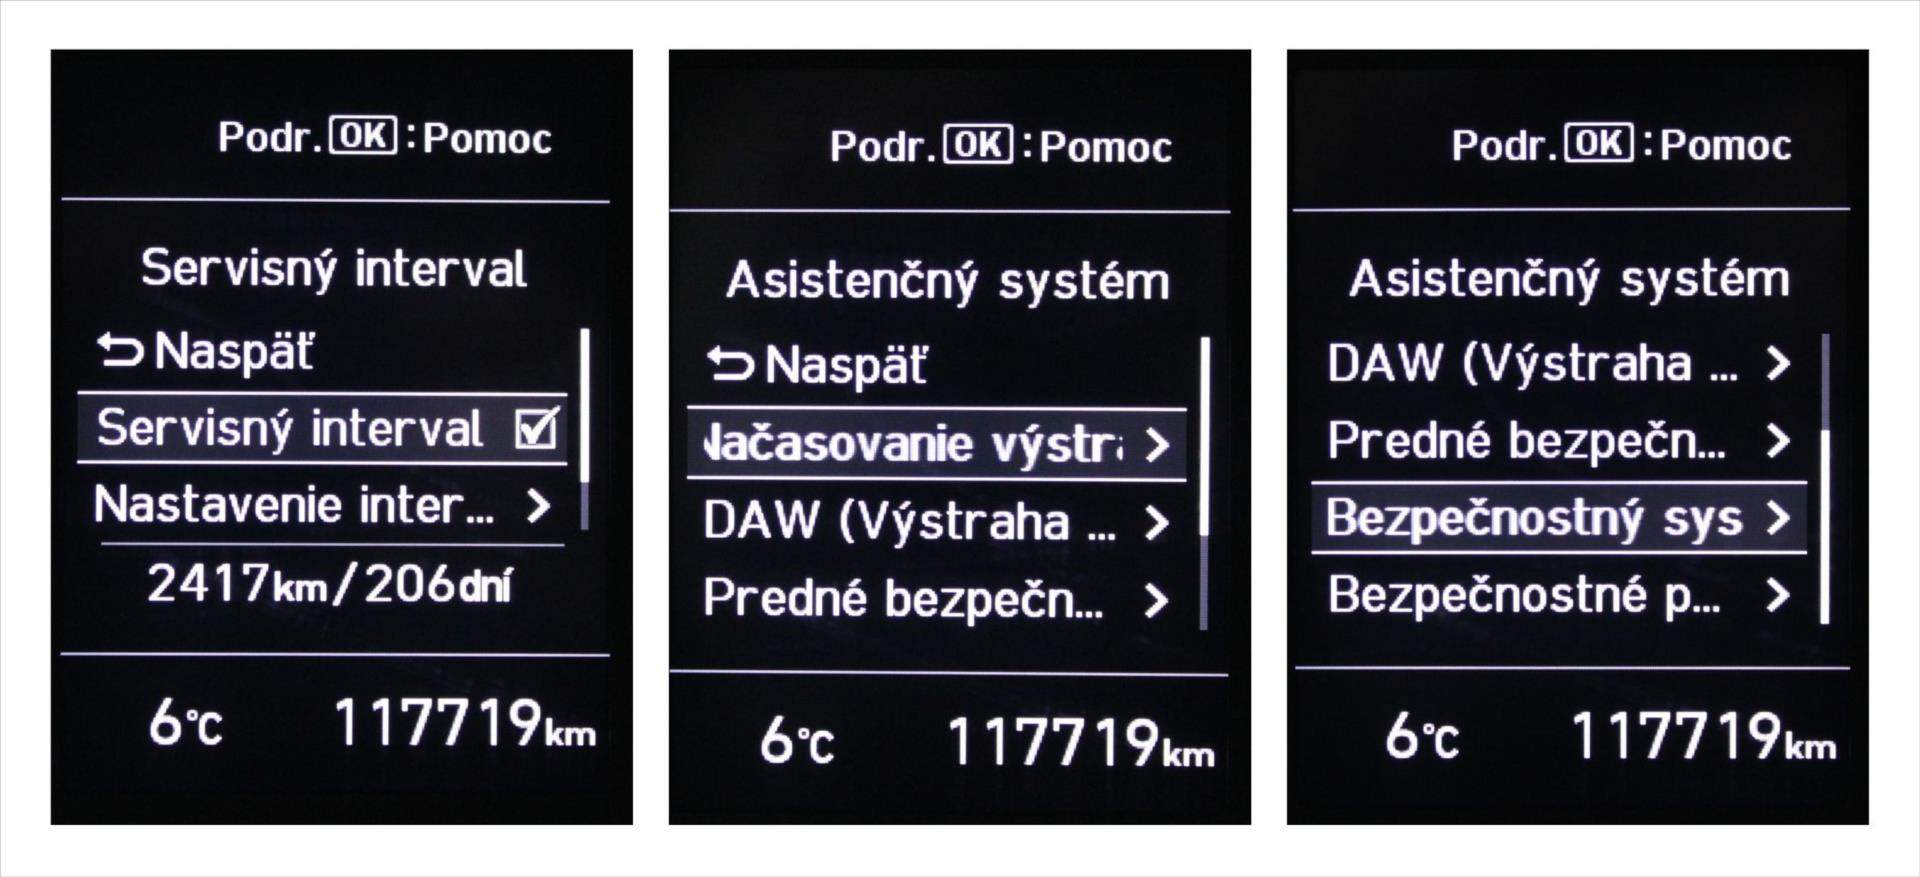 Podr. OK : Pomoc
Servisný interval
Naspäť
Servisný interval
Nastavenie inter...
2417km/206dní
6°C 117719km
Podr. OK : Pomoc
Asistenčný systém
Naspäť
ačasovanie výstr
DAW (Výstraha ...
Predné bezpečn...
6°C 117719km
Podr. OK : Pomoc
Asistenčný systém
DAW (Výstraha ...
Predné bezpečn...
Bezpečnostný sys
Bezpečnostné p...
6°C 117719km